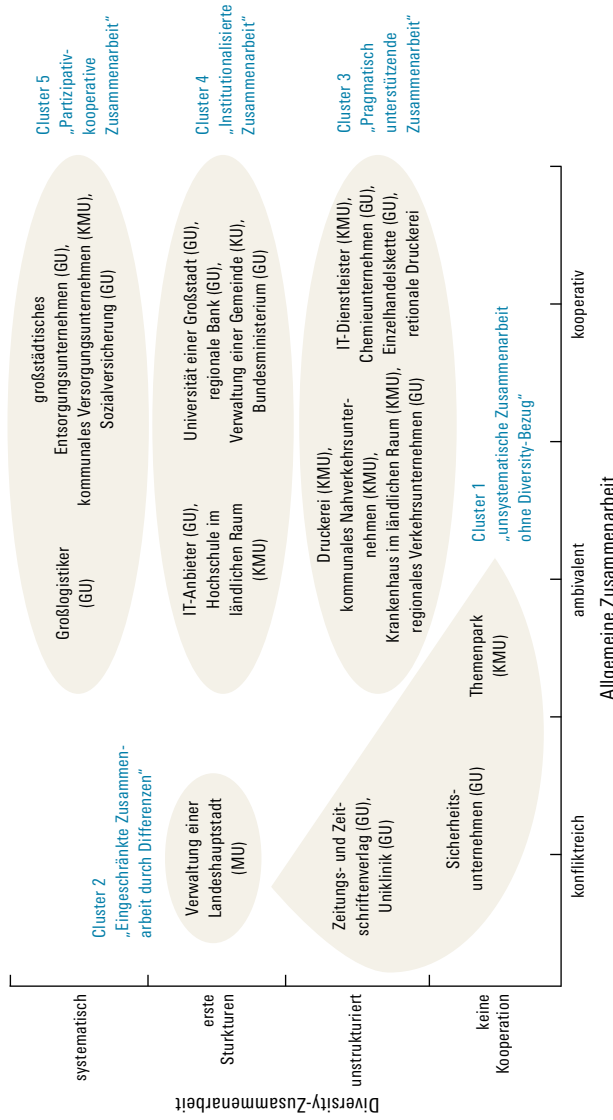 Diversity-Zusammenarbeit
systematisch
erste
Sturkturen
unstrukturiert
keine
Kooperation
Cluster 2
„Eingeschränkte Zusammen-
arbeit durch Differenzen“
Großlogistiker
(GU)
großstädtisches
Entsorgungsunternehmen (GU),
kommunales Versorgungsunternehmen (KMU),
Sozialversicherung (GU)
Cluster 5
„Partizipativ-
kooperative
Zusammenarbeit“
Verwaltung einer
Landeshauptstadt
(MU)
IT-Anbieter (GU),
Hochschule im
ländlichen Raum
(KMU)
Universität einer Großstadt (GU),
regionale Bank (GU),
Verwaltung einer Gemeinde (KU),
Bundesministerium (GU)
Cluster 4
„Institutionalisierte
Zusammenarbeit“
Zeitungs- und Zeit-
schriftenverlag (GU),
Uniklinik (GU)
Druckerei (KMU),
kommunales Nahverkehrsunter-
nehmen (KMU),
Krankenhaus im ländlichen Raum (KMU),
regionales Verkehrsunternehmen (GU)
IT-Dienstleister (KMU),
Chemieunternehmen (GU),
Einzelhandelskette (GU),
retionale Druckerei
Cluster 3
„Pragmatisch
unterstützende
Zusammenarbeit“
Sicherheits-
unternehmen (GU)
Themenpark
(KMU)
Cluster 1
„unsystematische Zusammenarbeit
ohne Diversity-Bezug“
konfliktreich
ambivalent
kooperativ
Allgemeine Zusammenarbeit